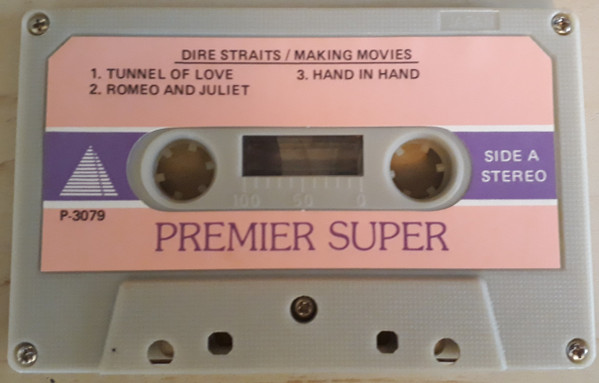 DIRE STRAITS / MAKING MOVIES
1. TUNNEL OF LOVE 3. HAND IN HAND
2. ROMEO AND JULIET
SIDE A
STEREO
100 50 0
P-3079
PREMIER SUPER